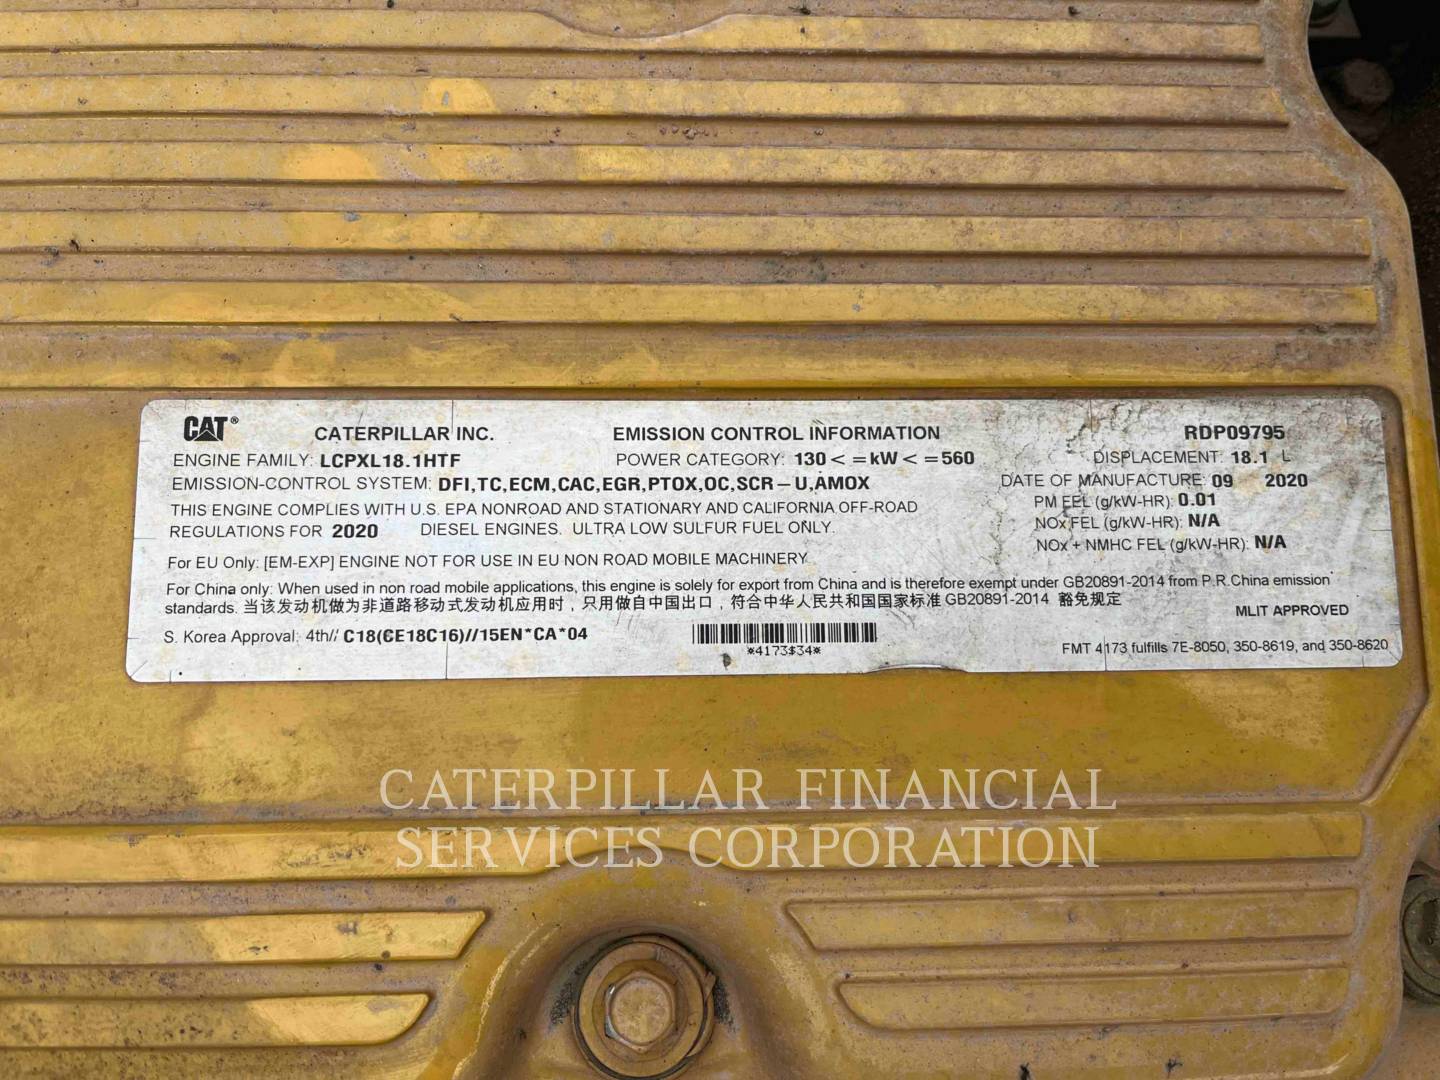 CAT® CATERPILLAR INC. EMISSION CONTROL INFORMATION RDP09795
ENGINE FAMILY: LCPXL18.1HTF POWER CATEGORY: 130 < = kW < = 560 DISPLACEMENT: 18.1 L
EMISSION-CONTROL SYSTEM: DFI,TC,ECM,CAC,EGR,PTOX,OC,SCR-U,AMOX DATE OF MANUFACTURE: 09 2020
THIS ENGINE COMPLIES WITH U.S. EPA NONROAD AND STATIONARY AND CALIFORNIA OFF-ROAD PM FEL (g/kW-HR): 0.01
REGULATIONS FOR 2020 DIESEL ENGINES. ULTRA LOW SULFUR FUEL ONLY. NOx FEL (g/kW-HR): N/A
NOx + NMHC FEL (g/kW-HR): N/A
For EU Only: [EM-EXP] ENGINE NOT FOR USE IN EU NON ROAD MOBILE MACHINERY
For China only: When used in non road mobile applications, this engine is solely for export from China and is therefore exempt under GB20891-2014 from P.R.China emission
standards. 当该发动机做为非道路移动式发动机应用时，只用做自中国出口，符合中华人民共和国国家标准 GB20891-2014 豁免规定
MLIT APPROVED
S. Korea Approval: 4th// C18(CE18C16)//15EN*CA*04
*4173$34*
FMT 4173 fulfills 7E-8050, 350-8619, and 350-8620
CATERPILLAR FINANCIAL
SERVICES CORPORATION